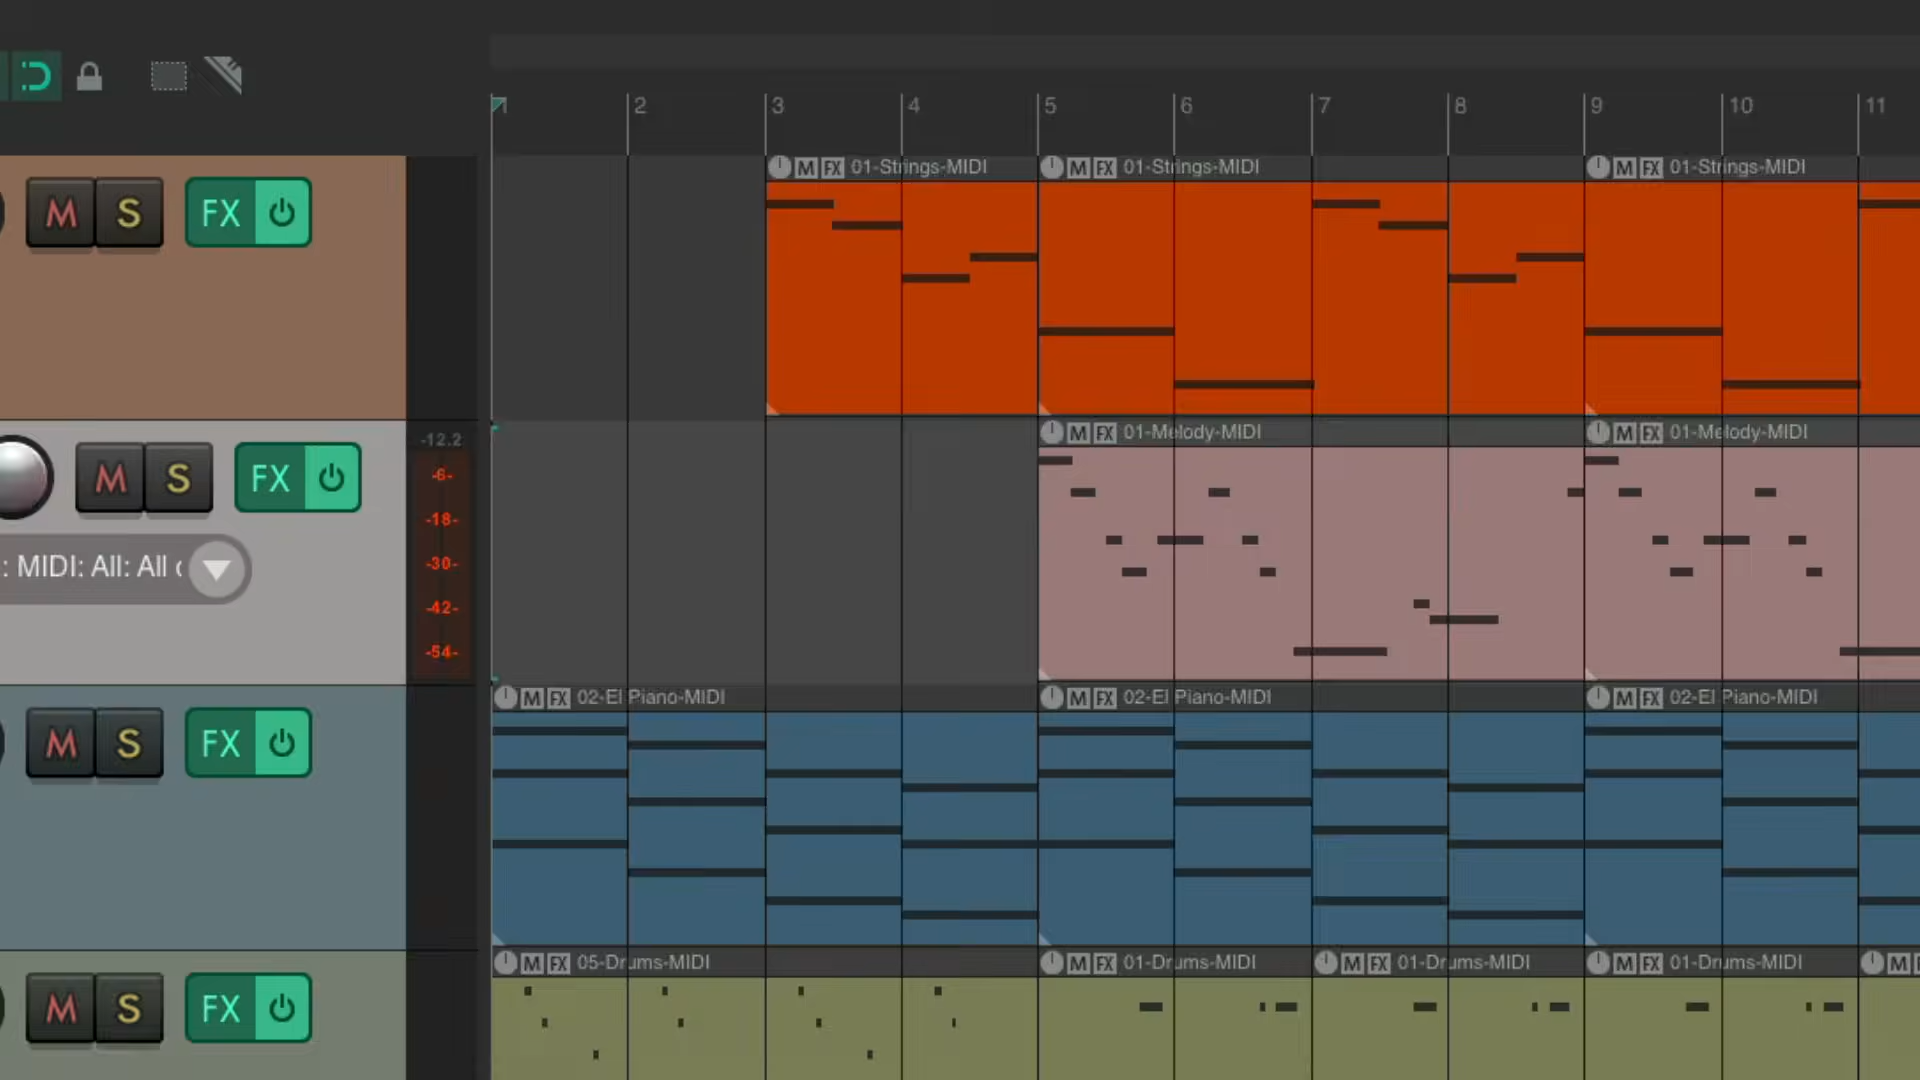 1 2 3 4 5 6 7 8 9 10 11
M FX 01-Strings-MIDI M FX 01-Strings-MIDI M FX 01-Strings-MIDI
M S FX
M FX 01-Melody-MIDI M FX 01-Melody-MIDI
-12.2
M S FX
-6-
-18-
: MIDI: All: All c
-30-
-42-
-54-
M FX 02-El Piano-MIDI M FX 02-El Piano-MIDI M FX 02-El Piano-MIDI
M S FX
M FX 05-Drums-MIDI M FX 01-Drums-MIDI M FX 01-Drums-MIDI M FX 01-Drums-MIDI M
M S FX